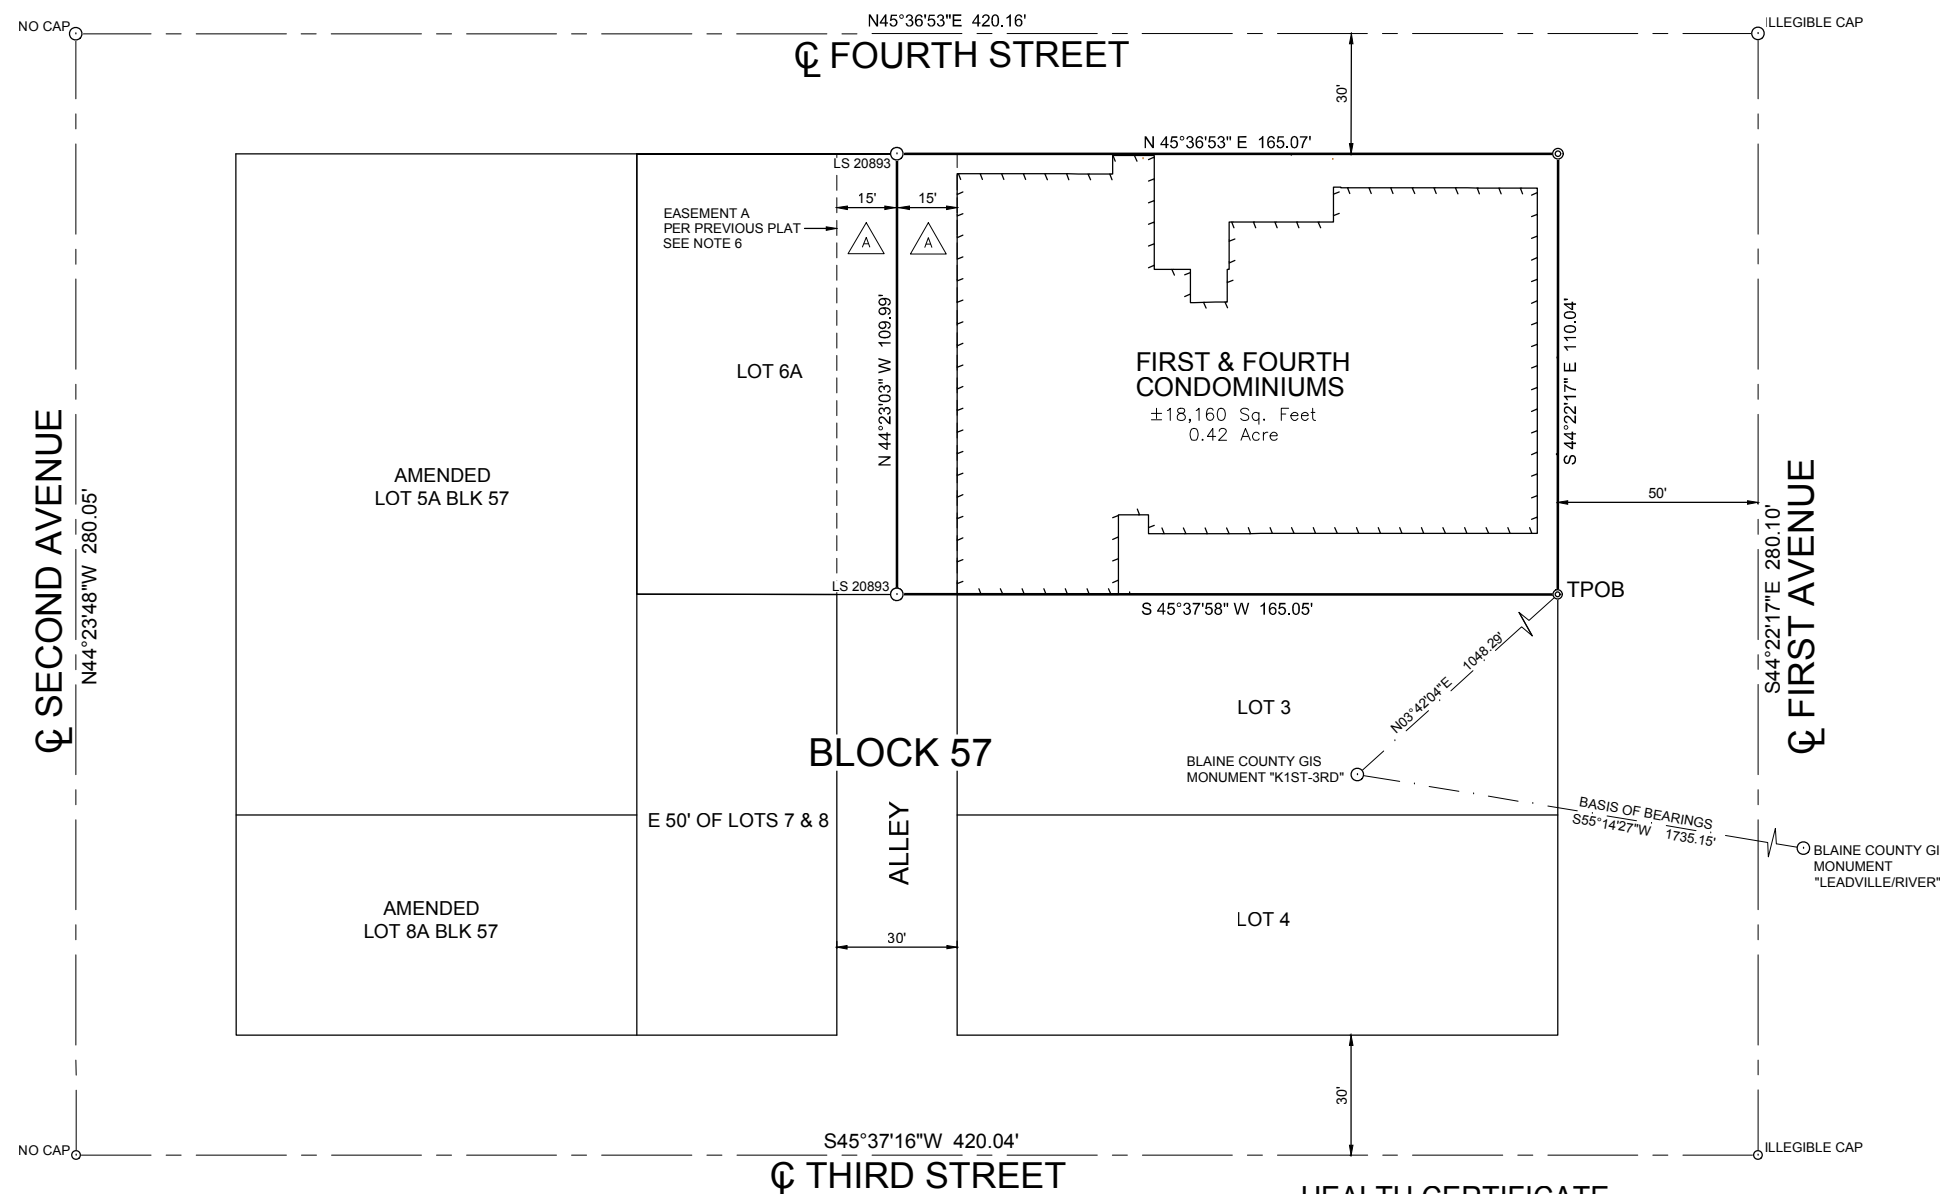 NO CAP
N45°36'53"E 420.16'
ILLEGIBLE CAP
℄ FOURTH STREET
30'
N 45°36'53" E 165.07'
LS 20893
15'
15'
EASEMENT A
PER PREVIOUS PLAT
SEE NOTE 6
A
A
N 44°23'03" W 109.99'
S 44°22'17" E 110.04'
LOT 6A
FIRST & FOURTH
CONDOMINIUMS
±18,160 Sq. Feet
0.42 Acre
℄ SECOND AVENUE
N44°23'48"W 280.05'
AMENDED
LOT 5A BLK 57
50'
S44°22'17"E 280.10'
℄ FIRST AVENUE
LS 20893
TPOB
S 45°37'58" W 165.05'
N03°42'04"E 1048.29'
LOT 3
BLOCK 57
BLAINE COUNTY GIS
MONUMENT "K1ST-3RD"
BASIS OF BEARINGS
S55°14'27"W 1735.15'
E 50' OF LOTS 7 & 8
ALLEY
BLAINE COUNTY GI
MONUMENT
"LEADVILLE/RIVER"
AMENDED
LOT 8A BLK 57
LOT 4
30'
30'
NO CAP
S45°37'16"W 420.04'
ILLEGIBLE CAP
℄ THIRD STREET
HEALTH CERTIFICATE